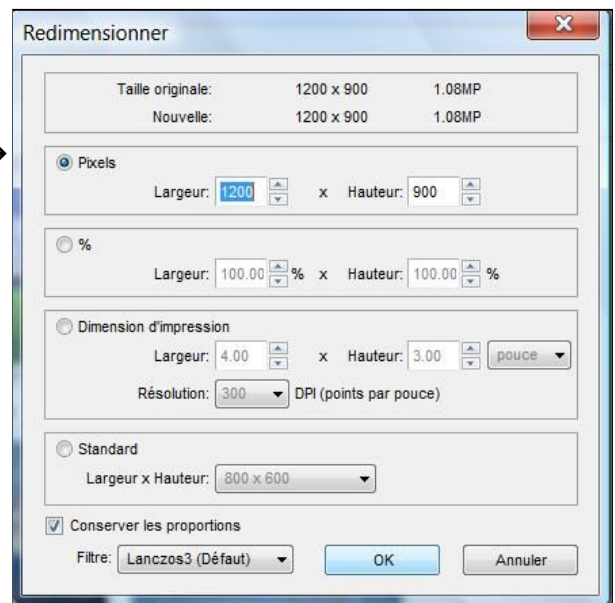 Redimensionner
Taille originale: 1200 x 900 1.08MP
Nouvelle: 1200 x 900 1.08MP
Pixels
Largeur: 1200 x Hauteur: 900
%
Largeur: 100.00 % x Hauteur: 100.00 %
Dimension d'impression
Largeur: 4.00 x Hauteur: 3.00 pouce
Résolution: 300 DPI (points par pouce)
Standard
Largeur x Hauteur: 800 x 600
Conserver les proportions
Filtre: Lanczos3 (Défaut) OK Annuler